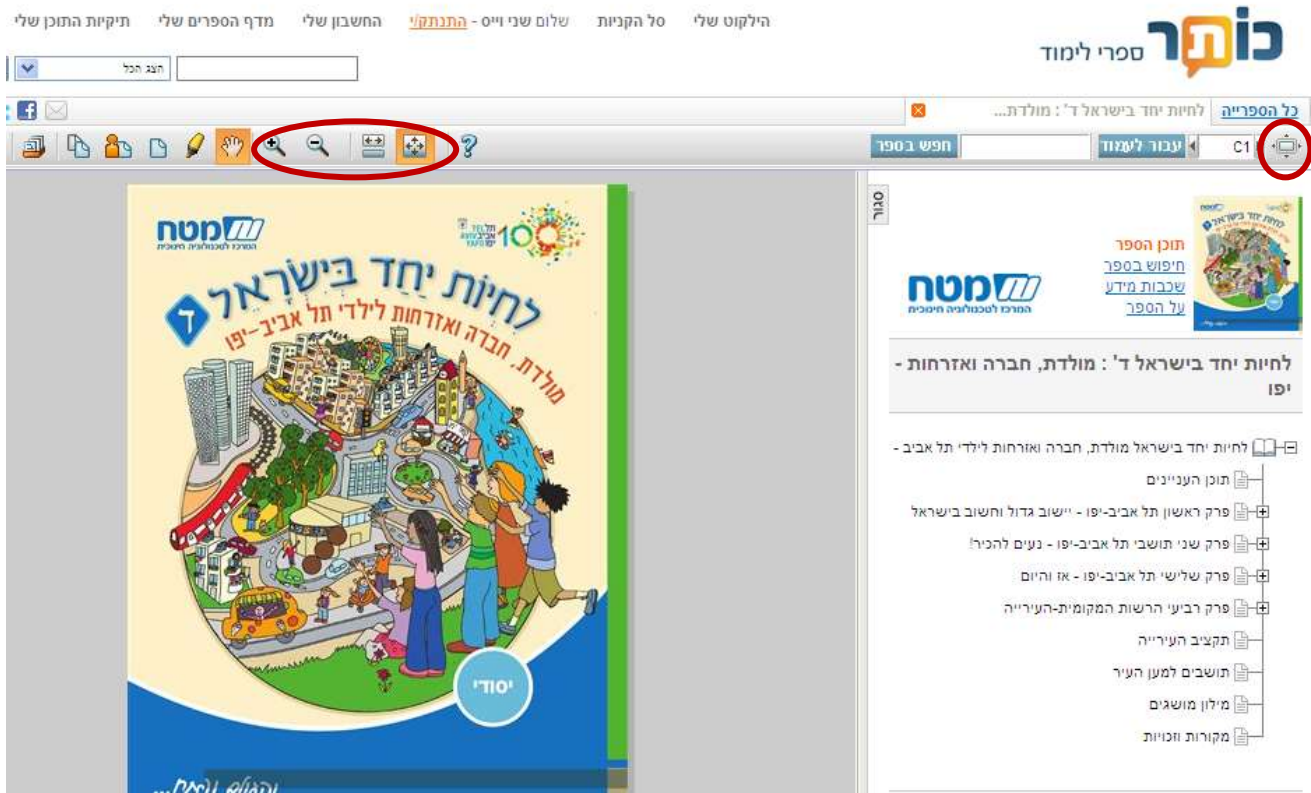 הילקוט שלי סל הקניות שלום שני וייס - התנתק/י החשבון שלי מדף הספרים שלי תיקיות התוכן שלי
כותר ספרי לימוד
הצג הכל
כל הספרייה לחיות יחד בישראל ד' : מולדת...
C1 עבור לעמוד חפש בספר
סגור
תוכן הספר
חיפוש בספר
שכבות מידע
על הספר
מטח
המרכז לטכנולוגיה חינוכית
לחיות יחד בישראל ד' : מולדת, חברה ואזרחות -
יפו
לחיות יחד בישראל מולדת, חברה ואזרחות לילדי תל אביב -
תוכן העניינים
פרק ראשון תל אביב-יפו - יישוב גדול וחשוב בישראל
פרק שני תושבי תל אביב-יפו - נעים להכיר!
פרק שלישי תל אביב-יפו - אז והיום
פרק רביעי הרשות המקומית-העירייה
תקציב העירייה
תושבים למען העיר
מילון מושגים
מקורות וזכויות
מטח
המרכז לטכנולוגיה חינוכית
100
לחיות יחד בישראל
ד
מולדת, חברה ואזרחות לילדי תל אביב-יפו
יסודי